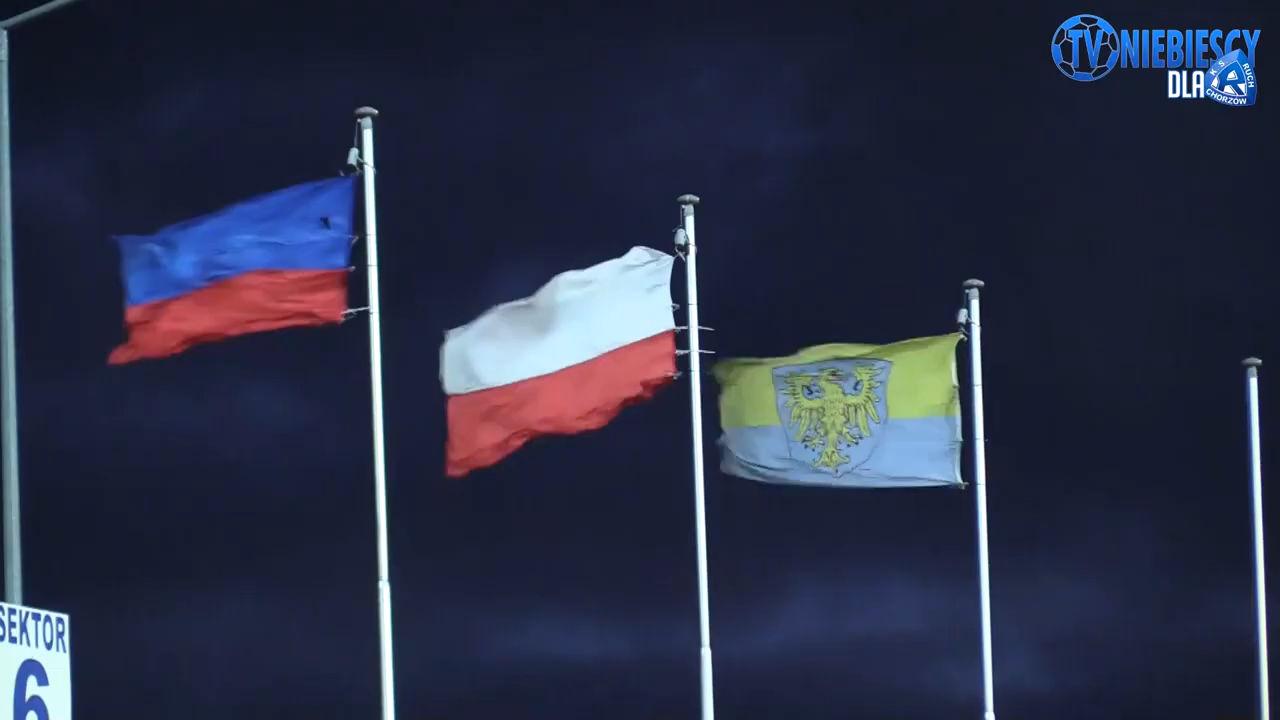 TV NIEBIESCY
DLA
KS RUCH
CHORZÓW
SEKTOR
6